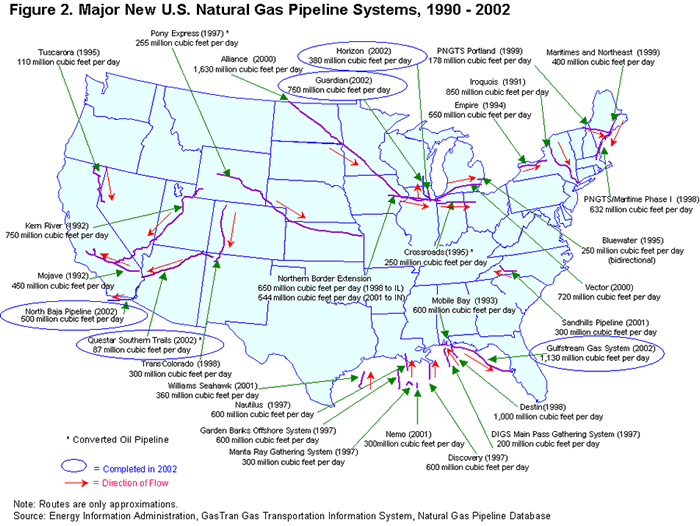 Figure 2. Major New U.S. Natural Gas Pipeline Systems, 1990 - 2002
Pony Express (1997) *
255 million cubic feet per day
Tuscarora (1995)
110 million cubic feet per day
Alliance (2000)
1,630 million cubic feet per day
Horizon (2002)
380 million cubic feet per day
Guardian (2002)
750 million cubic feet per day
PNGTS Portland (1999)
178 million cubic feet per day
Maritimes and Northeast (1999)
400 million cubic feet per day
Iroquois (1991)
850 million cubic feet per day
Empire (1994)
550 million cubic feet per day
PNGTS/Maritime Phase I (1998)
632 million cubic feet per day
Kern River (1992)
750 million cubic feet per day
Crossroads(1995) *
250 million cubic feet per day
Bluewater (1995)
250 million cubic feet per day
(bidirectional)
Mojave (1992)
450 million cubic feet per day
Northern Border Extension
650 million cubic feet per day (1998 to IL)
544 million cubic feet per day (2001 to IN)
Vector (2000)
720 million cubic feet per day
Mobile Bay (1993)
600 million cubic feet per day
North Baja Pipeline (2002)
500 million cubic feet per day
Sandhills Pipeline (2001)
300 million cubic feet per day
Questar Southern Trails (2002) *
87 million cubic feet per day
Gulfstream Gas System (2002)
1,130 million cubic feet per day
TransColorado (1998)
300 million cubic feet per day
Williams Seahawk (2001)
360 million cubic feet per day
Nautilus (1997)
600 million cubic feet per day
Destin(1998)
1,000 million cubic feet per day
Garden Banks Offshore System (1997)
600 million cubic feet per day
Nemo (2001)
300million cubic feet per day
DIGS Main Pass Gathering System (1997)
200 million cubic feet per day
Manta Ray Gathering System (1997)
300 million cubic feet per day
Discovery (1997)
600 million cubic feet per day
* Converted Oil Pipeline
= Completed in 2002
= Direction of Flow
Note: Routes are only approximations.
Source: Energy Information Administration, GasTran Gas Transportation Information System, Natural Gas Pipeline Database